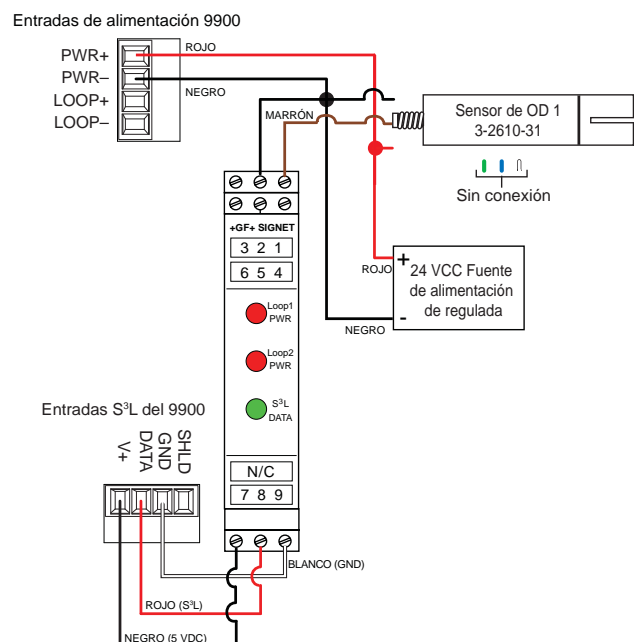 Entradas de alimentación 9900
PWR+
PWR–
LOOP+
LOOP–
ROJO
NEGRO
MARRÓN
Sensor de OD 1
3-2610-31
Sin conexión
+GF+ SIGNET
3 2 1
6 5 4
Loop1
PWR
Loop2
PWR
S³L
DATA
N/C
7 8 9
ROJO
+
24 VCC Fuente
de alimentación
de regulada
-
NEGRO
Entradas S³L del 9900
V+
DATA
GND
SHLD
BLANCO (GND)
ROJO (S³L)
NEGRO (5 VDC)